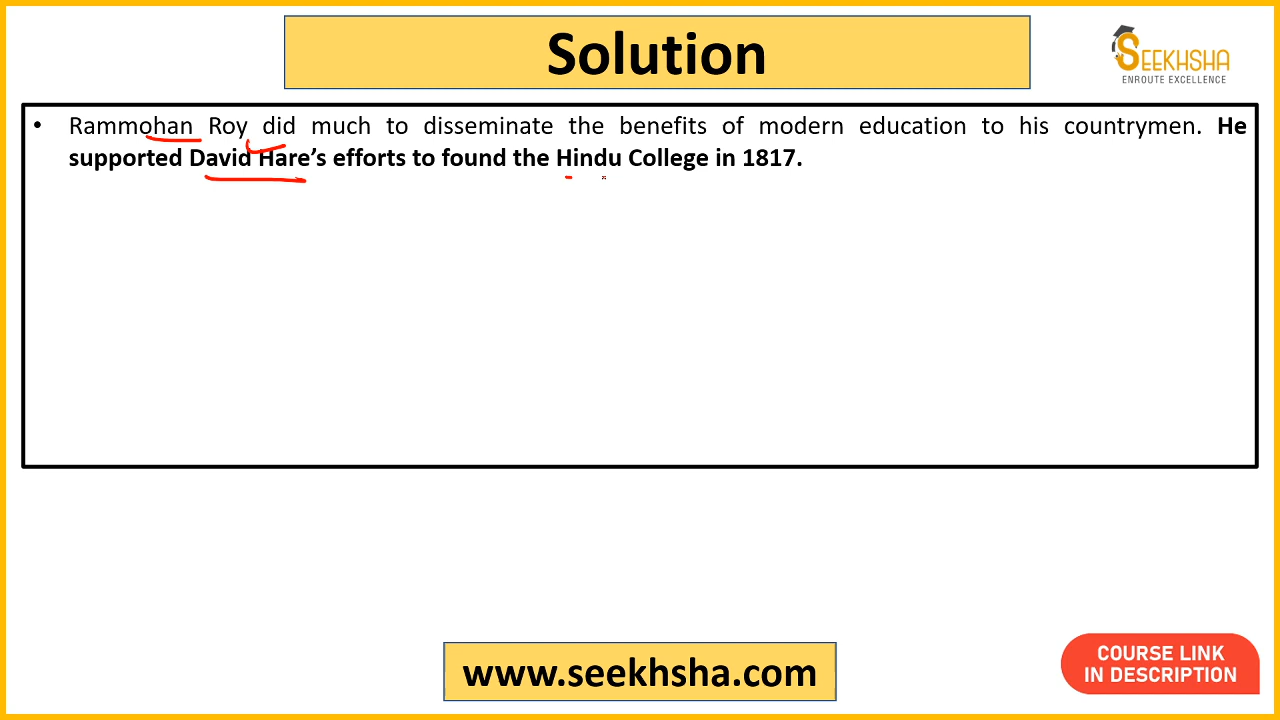 Solution
SEEKHSHA
ENROUTE EXCELLENCE
• Rammohan Roy did much to disseminate the benefits of modern education to his countrymen. He
supported David Hare’s efforts to found the Hindu College in 1817.
www.seekhsha.com
COURSE LINK
IN DESCRIPTION